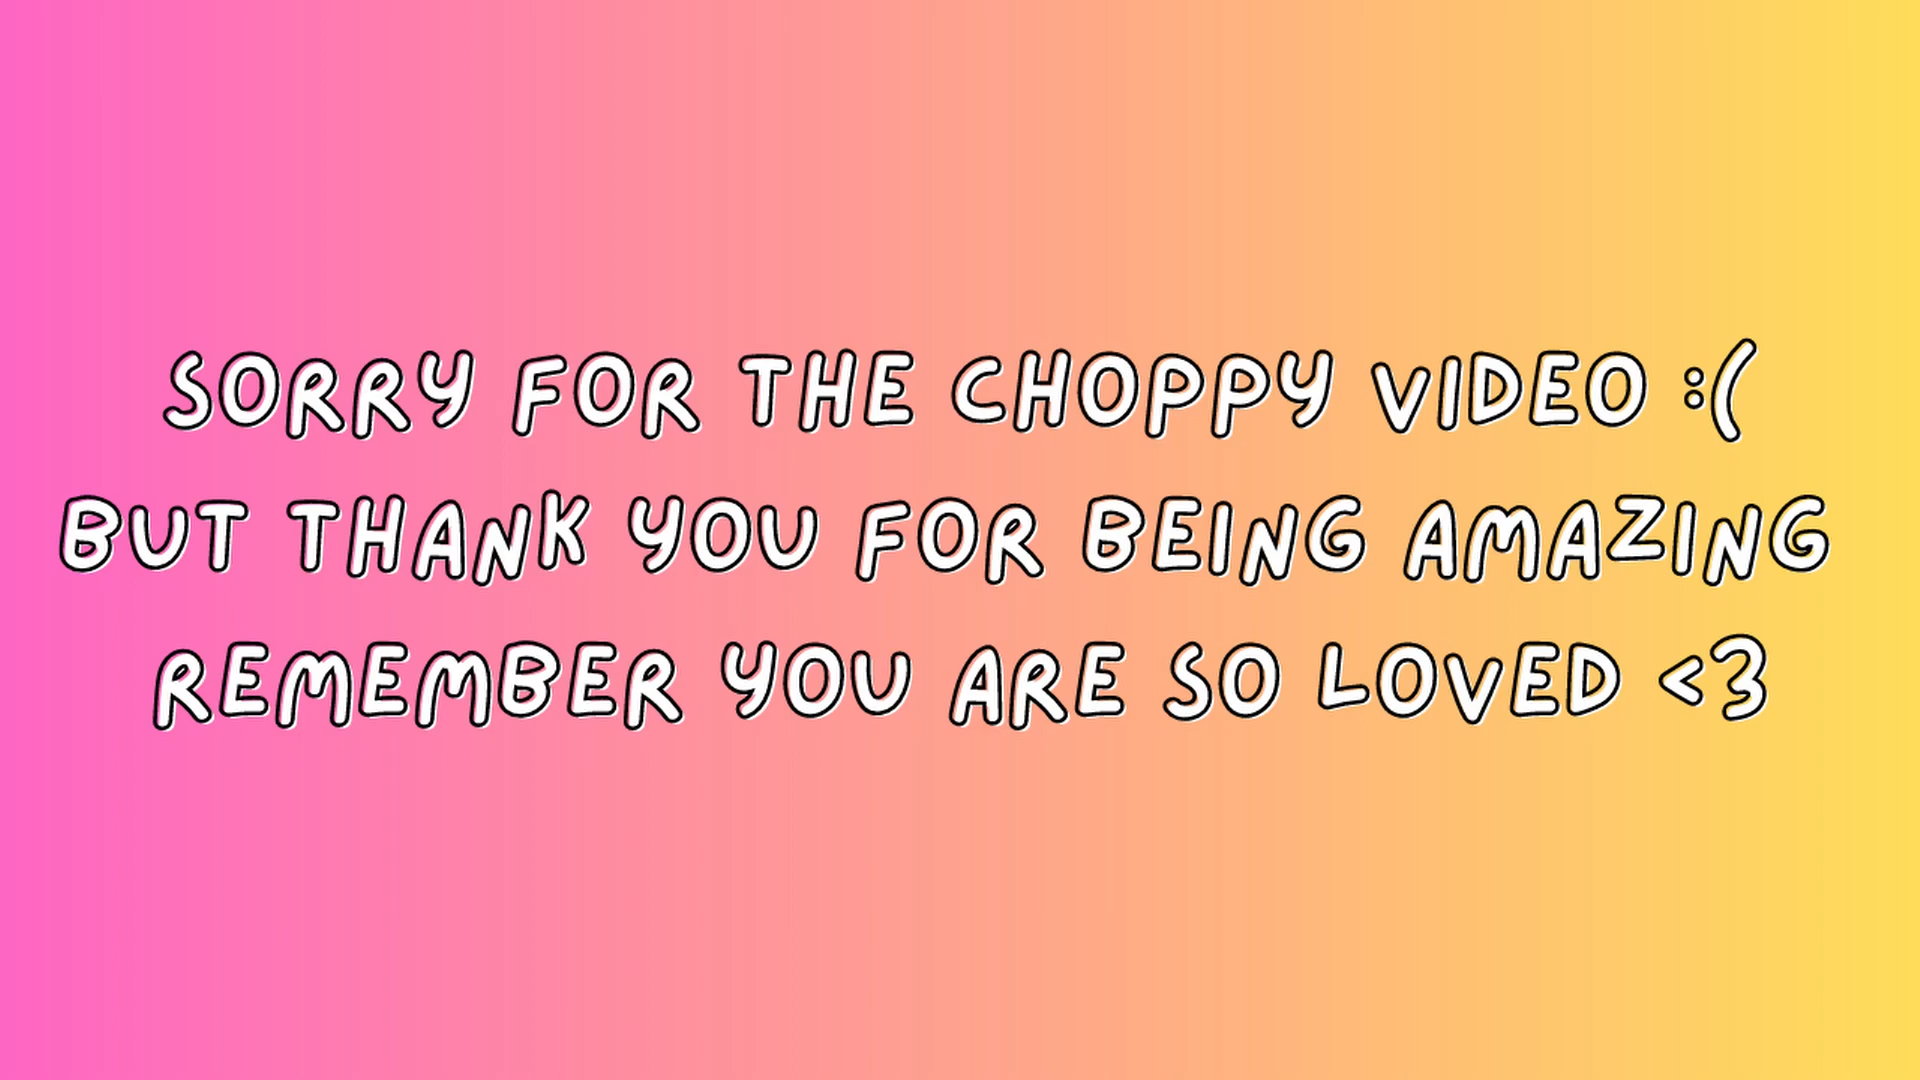 SORRY FOR THE CHOPPY VIDEO :(
BUT THANK YOU FOR BEING AMAZING
REMEMBER YOU ARE SO LOVED <3